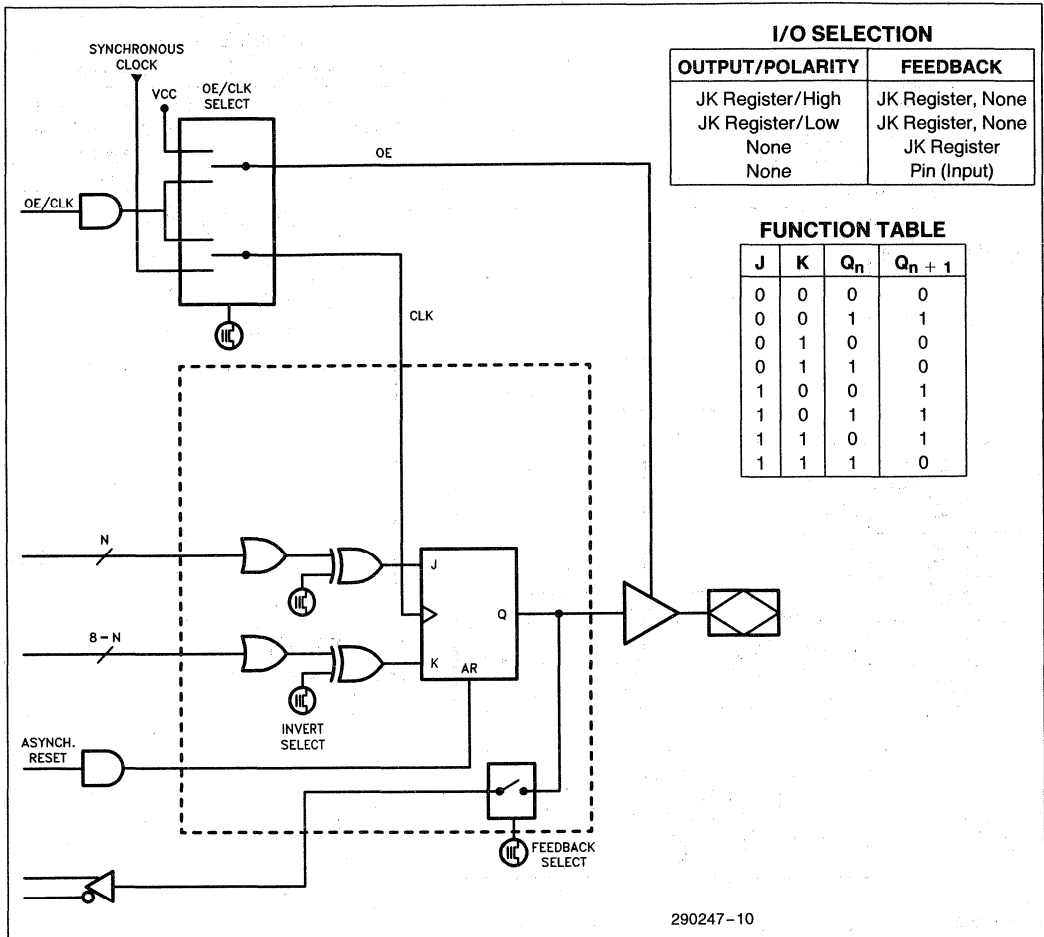 SYNCHRONOUS
CLOCK
VCC
OE/CLK
SELECT
OE
OE/CLK
CLK
N
J
Q
8-N
K
AR
INVERT
SELECT
ASYNCH.
RESET
FEEDBACK
SELECT
I/O SELECTION
OUTPUT/POLARITY FEEDBACK
JK Register/High JK Register, None
JK Register/Low JK Register, None
None JK Register
None Pin (Input)
FUNCTION TABLE
J K Qn Qn + 1
0 0 0 0
0 0 1 1
0 1 0 0
0 1 1 0
1 0 0 1
1 0 1 1
1 1 0 1
1 1 1 0
290247-10